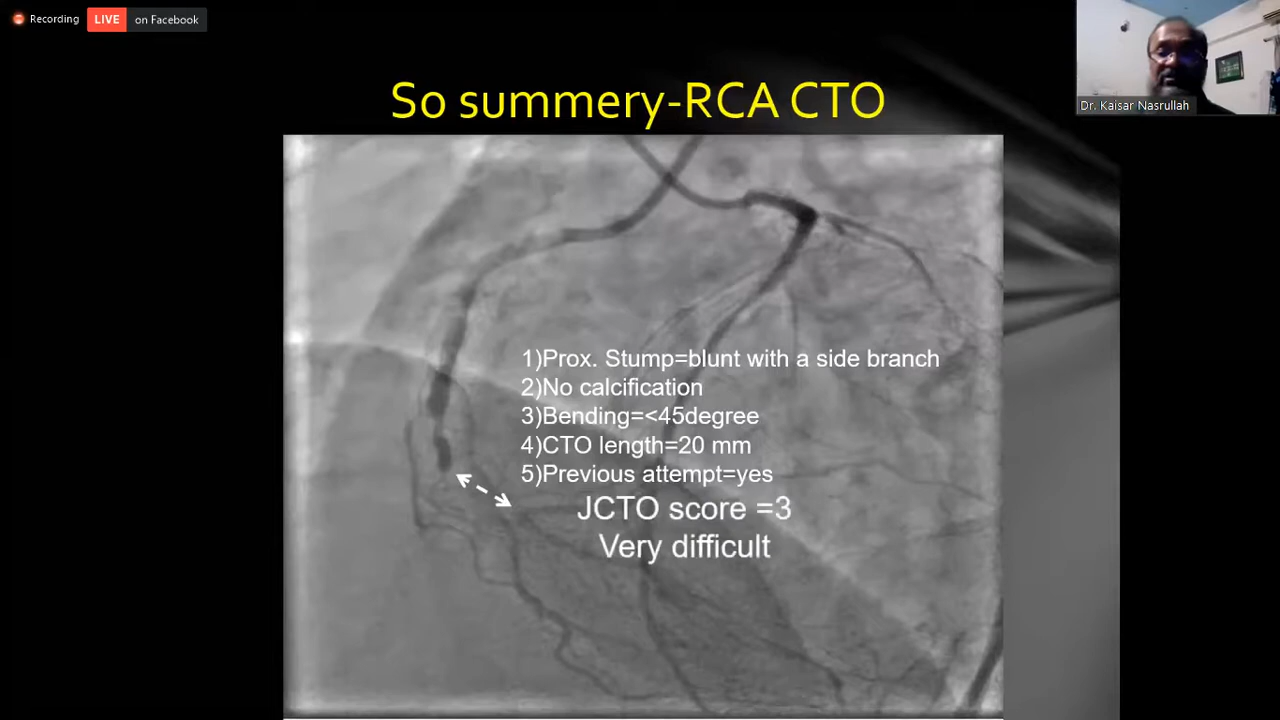 Recording
LIVE on Facebook
Dr. Kaisar Nasrullah
So summery-RCA CTO
1)Prox. Stump=blunt with a side branch
2)No calcification
3)Bending=<45degree
4)CTO length=20 mm
5)Previous attempt=yes
JCTO score =3
Very difficult